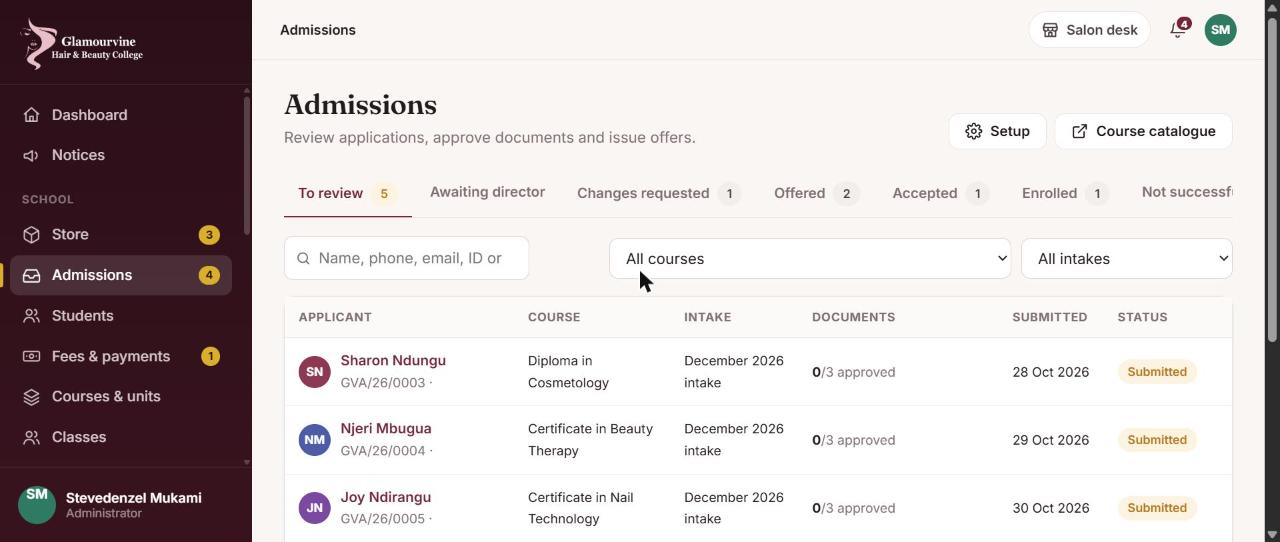 Glamourvine
Hair & Beauty College
Dashboard
Notices
SCHOOL
Store 3
Admissions 4
Students
Fees & payments 1
Courses & units
Classes
SM
Stevedenzel Mukami
Administrator
Admissions
Salon desk
4
SM
Admissions
Review applications, approve documents and issue offers.
Setup
Course catalogue
To review 5
Awaiting director
Changes requested 1
Offered 2
Accepted 1
Enrolled 1
Not successf
Name, phone, email, ID or
All courses
All intakes
APPLICANT COURSE INTAKE DOCUMENTS SUBMITTED STATUS
SN
Sharon Ndungu
GVA/26/0003 ·
Diploma in
Cosmetology
December 2026
intake
0/3 approved
28 Oct 2026
Submitted
NM
Njeri Mbugua
GVA/26/0004 ·
Certificate in Beauty
Therapy
December 2026
intake
0/3 approved
29 Oct 2026
Submitted
JN
Joy Ndirangu
GVA/26/0005 ·
Certificate in Nail
Technology
December 2026
intake
0/3 approved
30 Oct 2026
Submitted